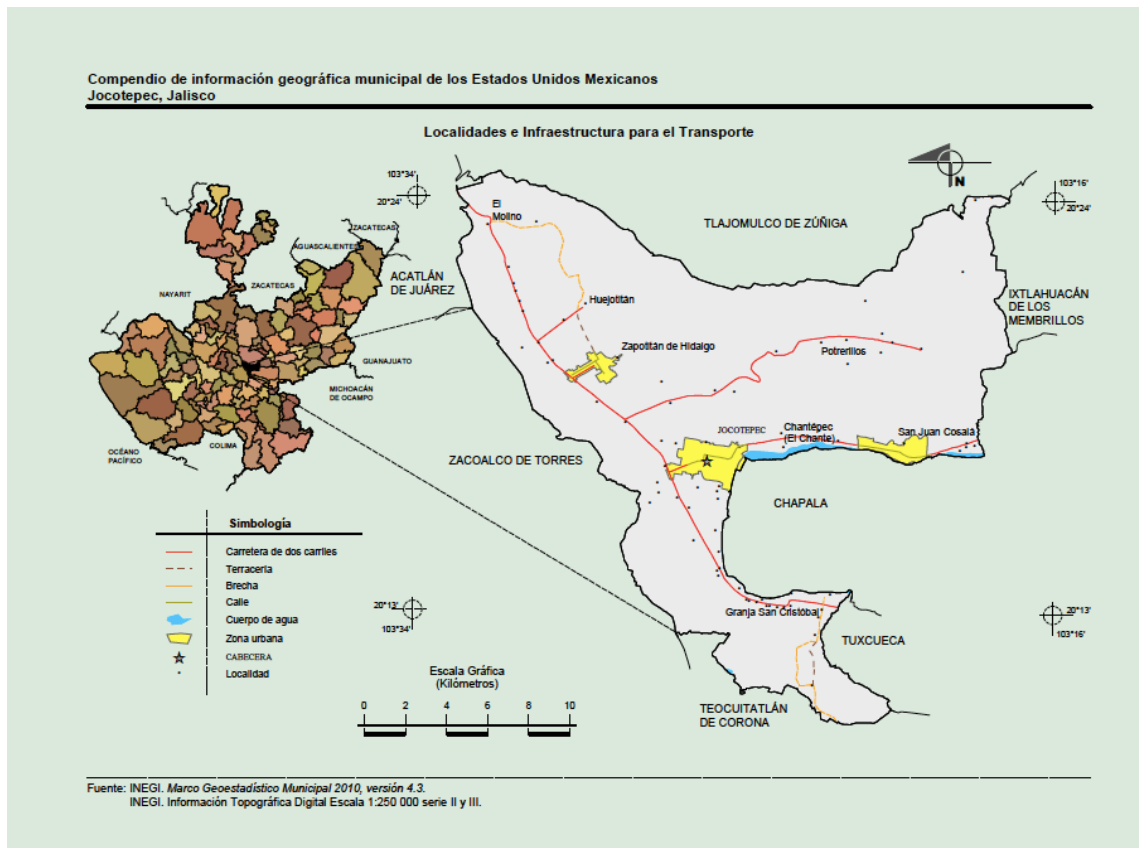 Compendio de información geográfica municipal de los Estados Unidos Mexicanos
Jocotepec, Jalisco
Localidades e Infraestructura para el Transporte
103°34'
20°24'
N
103°16'
20°24'
ZACATECAS
AGUASCALIENTES
ZACATECAS
NAYARIT
GUANAJUATO
MICHOACÁN
DE OCAMPO
COLIMA
OCÉANO
PACÍFICO
ACATLÁN
DE JUÁREZ
El
Molino
TLAJOMULCO DE ZÚÑIGA
IXTLAHUACÁN
DE LOS
MEMBRILLOS
Huejotitán
Zapotitán de Hidalgo
Potrerillos
JOCOTEPEC
Chantépec
(El Chante)
San Juan Cosalá
ZACOALCO DE TORRES
CHAPALA
Granja San Cristóbal
TUXCUECA
TEOCUITATLÁN
DE CORONA
20°13'
103°34'
20°13'
103°16'
Simbología
Carretera de dos carriles
Terracería
Brecha
Calle
Cuerpo de agua
Zona urbana
CABECERA
Localidad
Escala Gráfica
(Kilómetros)
0 2 4 6 8 10
Fuente: INEGI. Marco Geoestadístico Municipal 2010, versión 4.3.
INEGI. Información Topográfica Digital Escala 1:250 000 serie II y III.